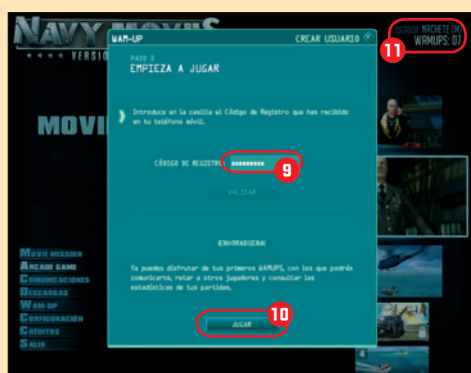 NAVY MOVIES
VERSIO
MOVI
WAM-UP
CREAR USUARIO
PASO 3
EMPIEZA A JUGAR
Introduce en la casilla el Código de Registro que has recibido
en tu teléfono móvil.
CÓDIGO DE REGISTRO
*********
9
VALIDAR
¡ENHORABUENA!
Ya puedes disfrutar de tus primeros WAMUPS, con los que podrás
comunicarte, retar a otros jugadores y consultar las
estadísticas de tus partidas.
10
JUGAR
11
JUGADOR: MACHETE [M]
WAMUPS: 07
MOVIE MISSION
ARCADE GAME
COMUNICACIONES
DESCARGAS
WAM-UP
CONFIGURACIÓN
CRÉDITOS
SALIR
4